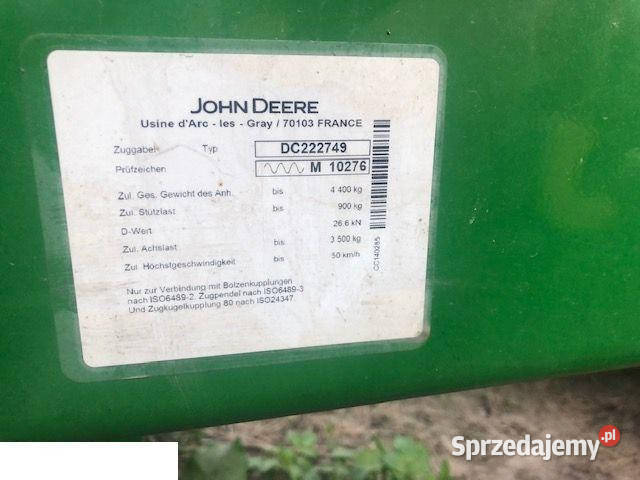 JOHN DEERE
Usine d'Arc - les - Gray / 70103 FRANCE
Zuggabel Typ DC222749
Prüfzeichen M 10276
Zul. Ges. Gewicht des Anh. bis 4 400 kg
Zul. Stützlast bis 900 kg
D-Wert 26.6 kN
Zul. Achslast bis 3 500 kg
Zul. Höchstgeschwindigkeit bis 50 km/h
Nur zur Verbindung mit Bolzenkupplungen
nach ISO6489-2. Zugpendel nach ISO6489-3
Und Zugkugelkupplung 80 nach ISO24347.
CC140285
Sprzedajemy.pl